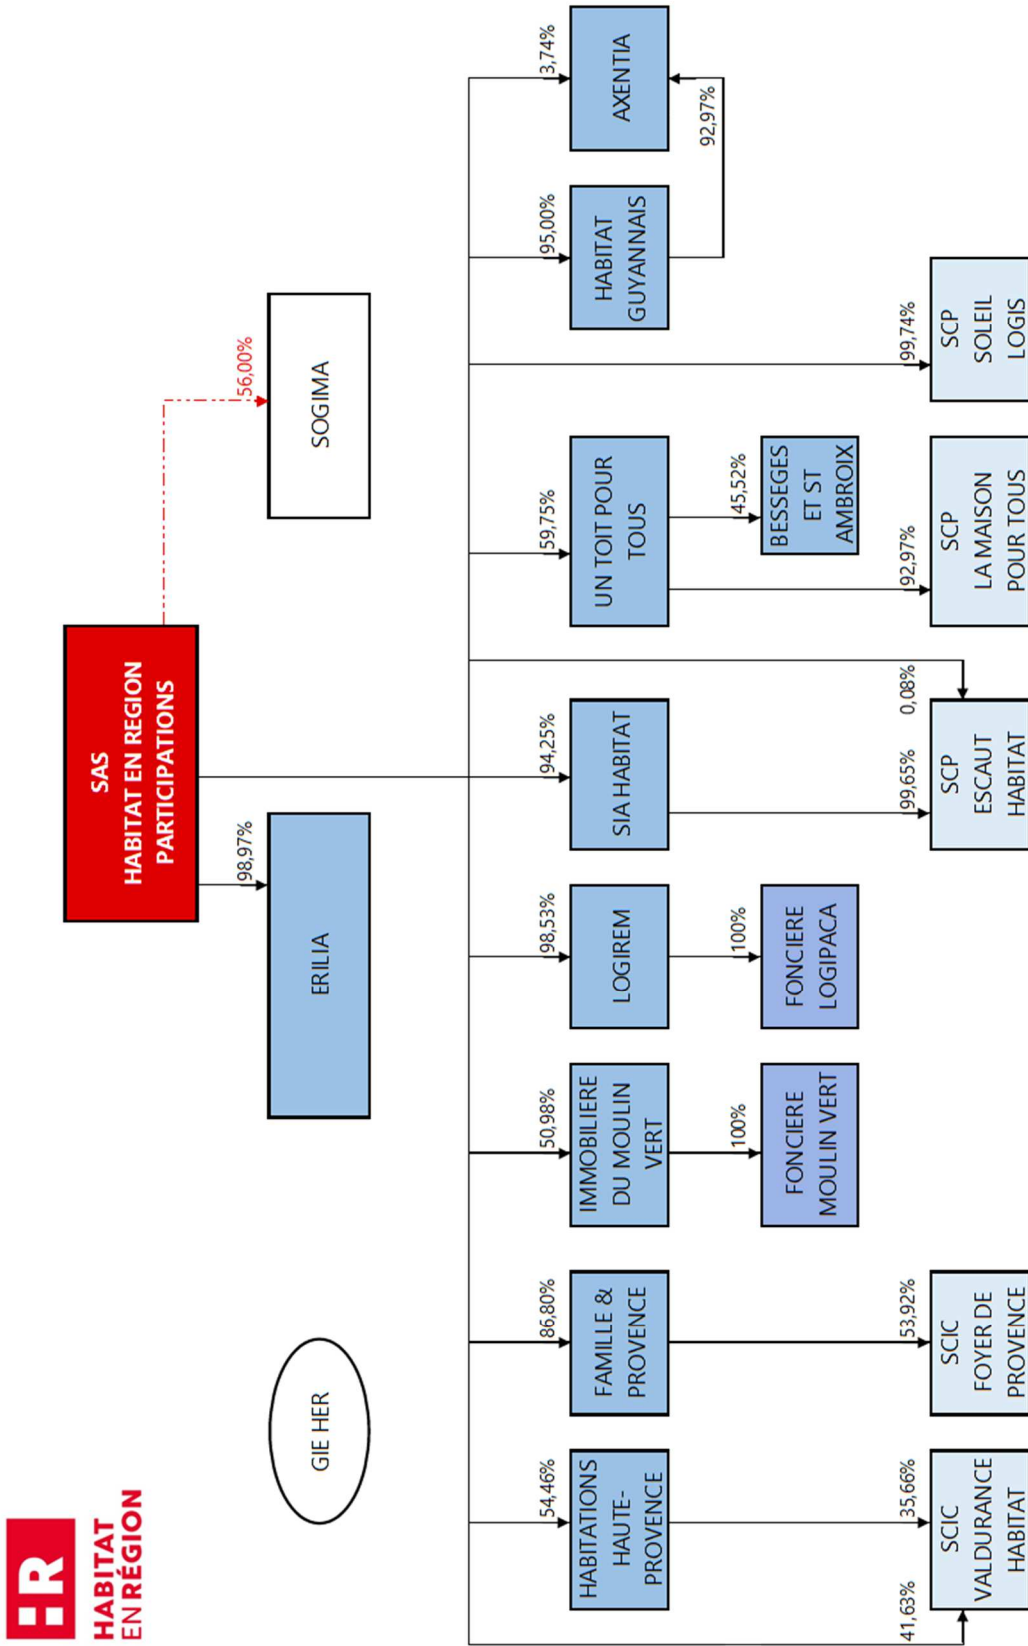 HR
HABITAT
EN RÉGION
SAS
HABITAT EN REGION
PARTICIPATIONS
98,97%
56,00%
GIE HER
ERILIA
SOGIMA
54,46%
86,80%
50,98%
98,53%
94,25%
59,75%
95,00%
3,74%
HABITATIONS
HAUTE-
PROVENCE
FAMILLE &
PROVENCE
IMMOBILIERE
DU MOULIN
VERT
LOGIREM
SIA HABITAT
UN TOIT POUR
TOUS
HABITAT
GUYANNAIS
AXENTIA
92,97%
100%
100%
45,52%
FONCIERE
MOULIN VERT
FONCIERE
LOGIPACA
BESSEGES
ET ST
AMBROIX
41,63%
35,66%
53,92%
99,65%
0,08%
92,97%
99,74%
SCIC
VALDURANCE
HABITAT
SCIC
FOYER DE
PROVENCE
SCP
ESCAUT
HABITAT
SCP
LA MAISON
POUR TOUS
SCP
SOLEIL
LOGIS